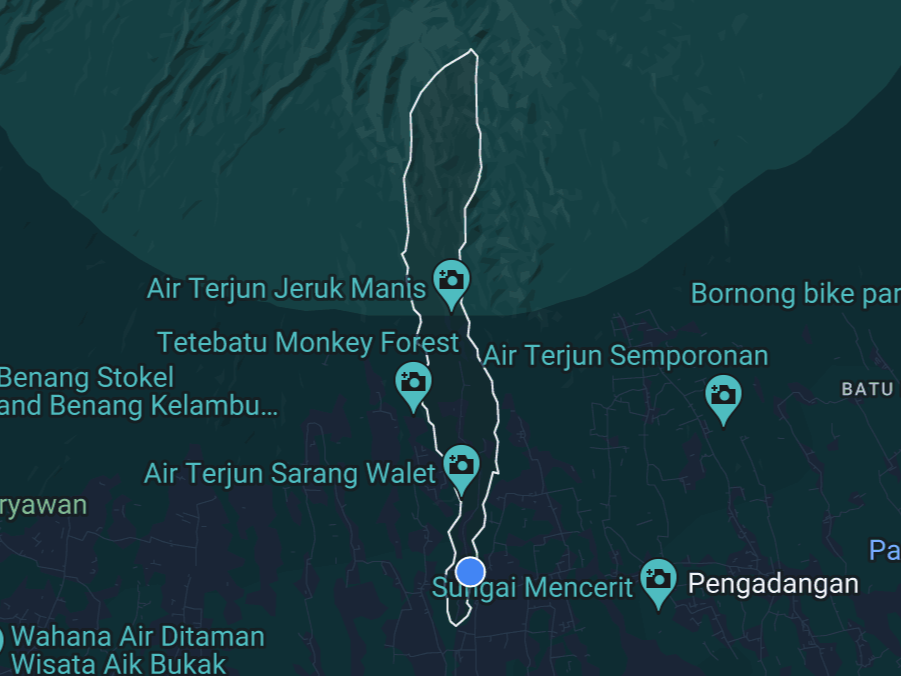 Air Terjun Jeruk Manis
Bornong bike par
Tetebatu Monkey Forest
Air Terjun Semporonan
Benang Stokel
and Benang Kelambu...
BATU
Air Terjun Sarang Walet
ryawan
Pa
Sungai Mencerit
Pengadangan
Wahana Air Ditaman
Wisata Aik Bukak